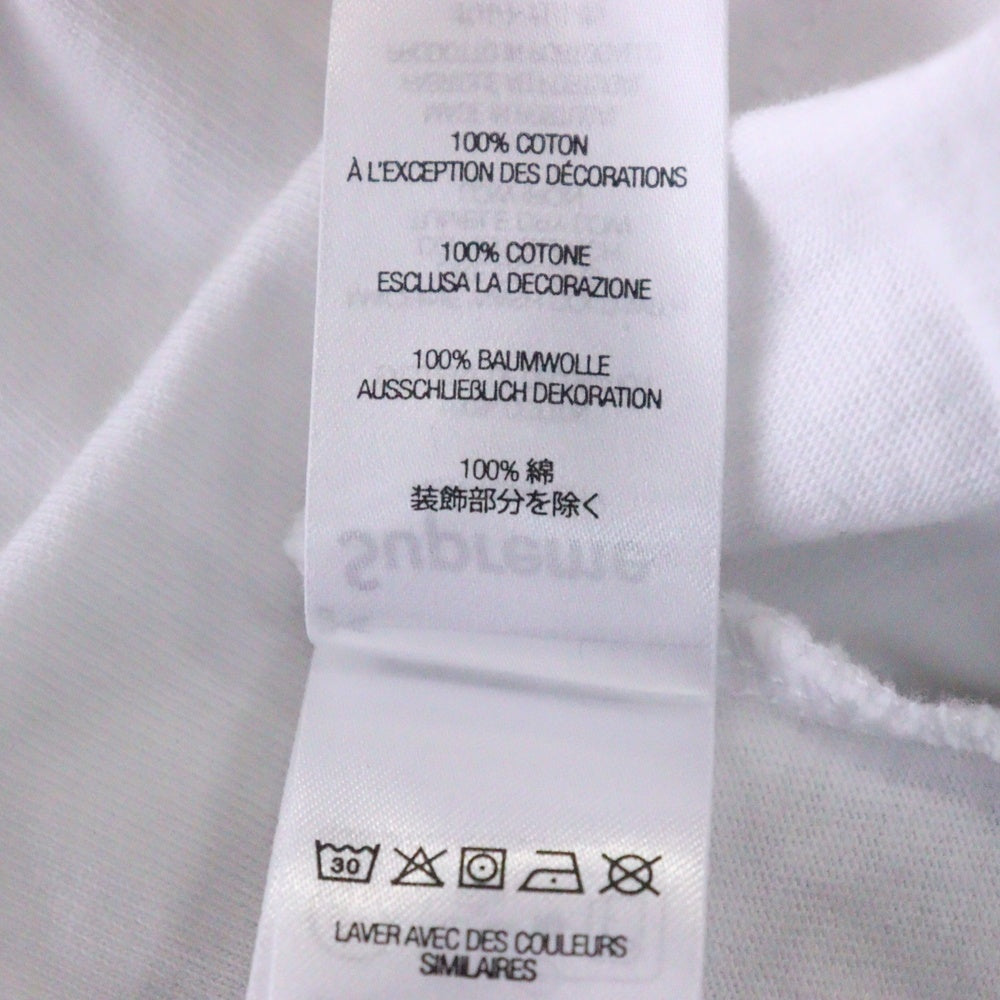 100% COTON
À L'EXCEPTION DES DÉCORATIONS
100% COTONE
ESCLUSA LA DECORAZIONE
100% BAUMWOLLE
AUSSCHLIEßLICH DEKORATION
100% 綿
装飾部分を除く
Supreme
30
LAVER AVEC DES COULEURS
SIMILAIRES